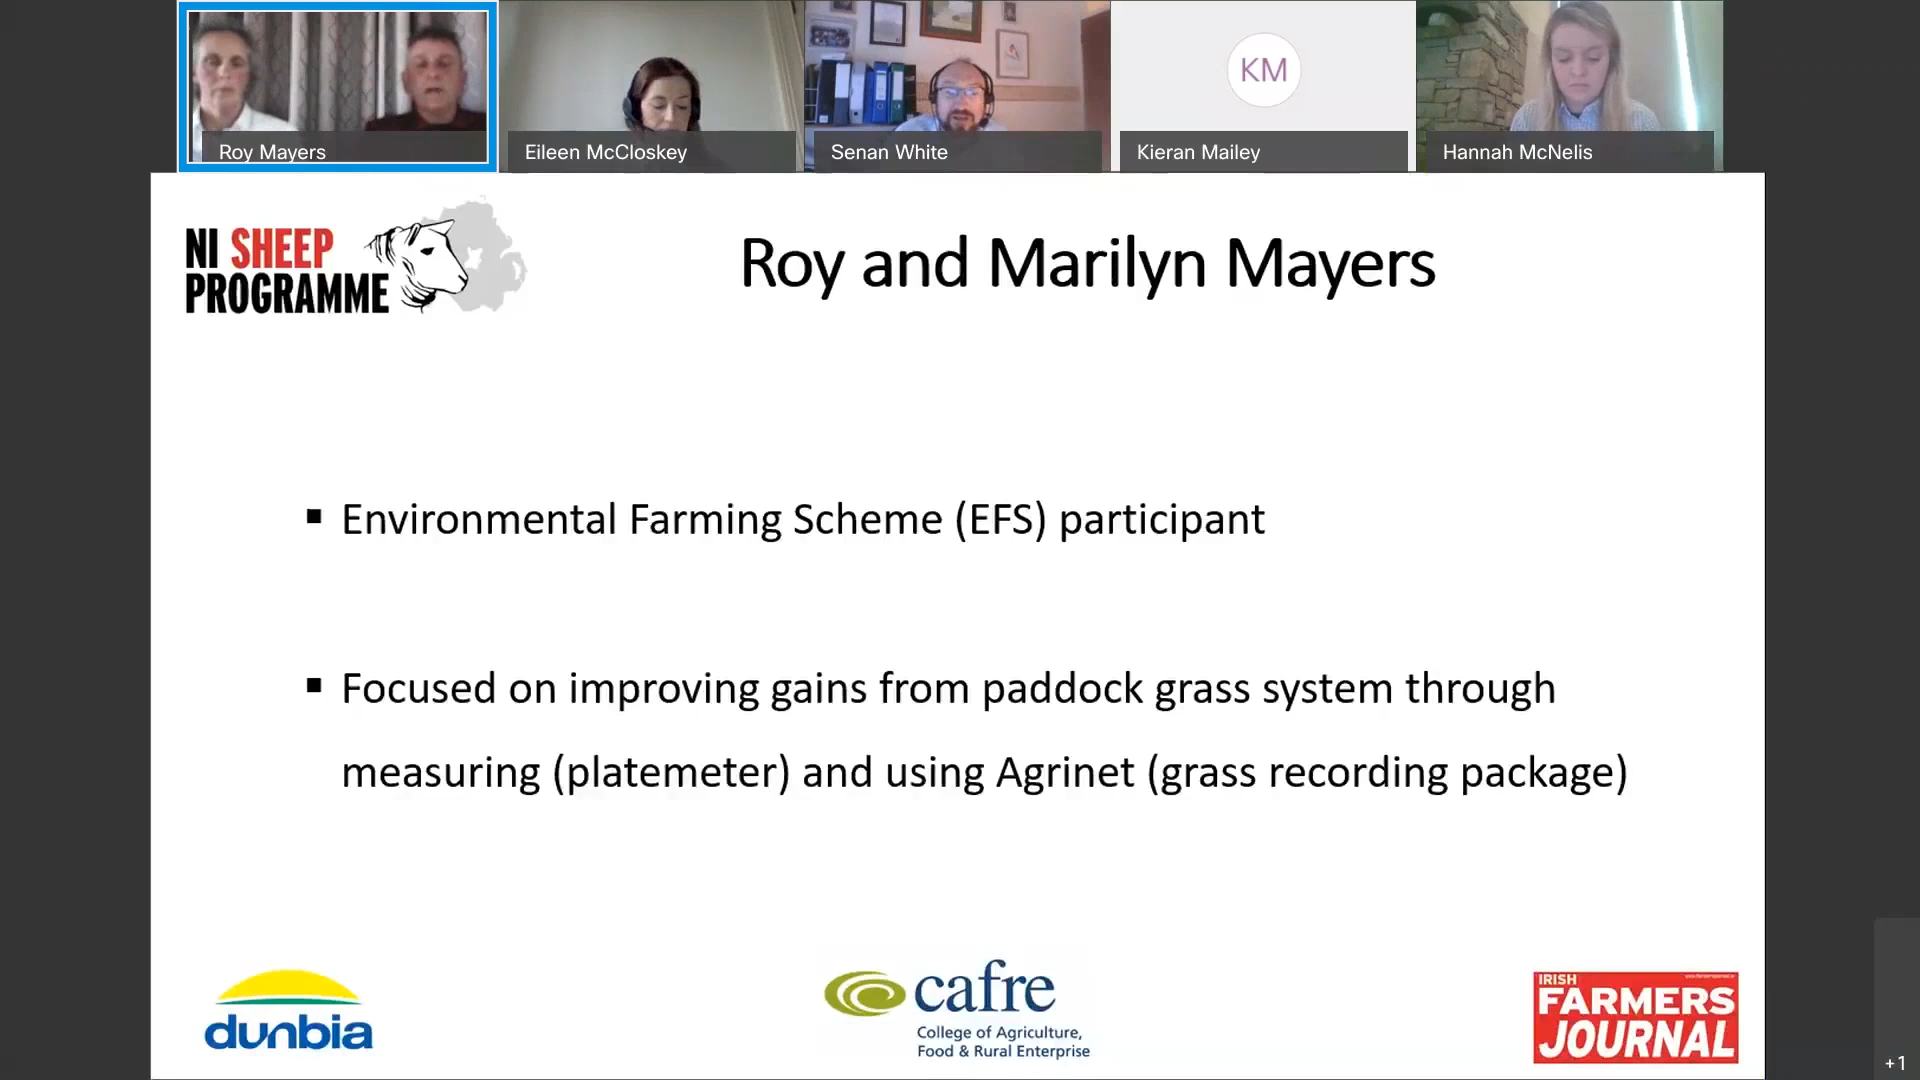 Roy Mayers
Eileen McCloskey
Senan White
KM
Kieran Mailey
Hannah McNelis
NI SHEEP
PROGRAMME
Roy and Marilyn Mayers
▪ Environmental Farming Scheme (EFS) participant
▪ Focused on improving gains from paddock grass system through
measuring (platemeter) and using Agrinet (grass recording package)
dunbia
cafre
College of Agriculture,
Food & Rural Enterprise
IRISH
FARMERS
JOURNAL
+1